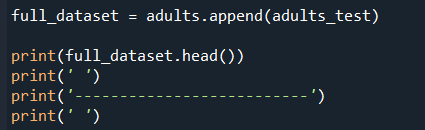 full_dataset = adults.append(adults_test)
print(full_dataset.head())
print(' ')
print('--------------------------')
print(' ')